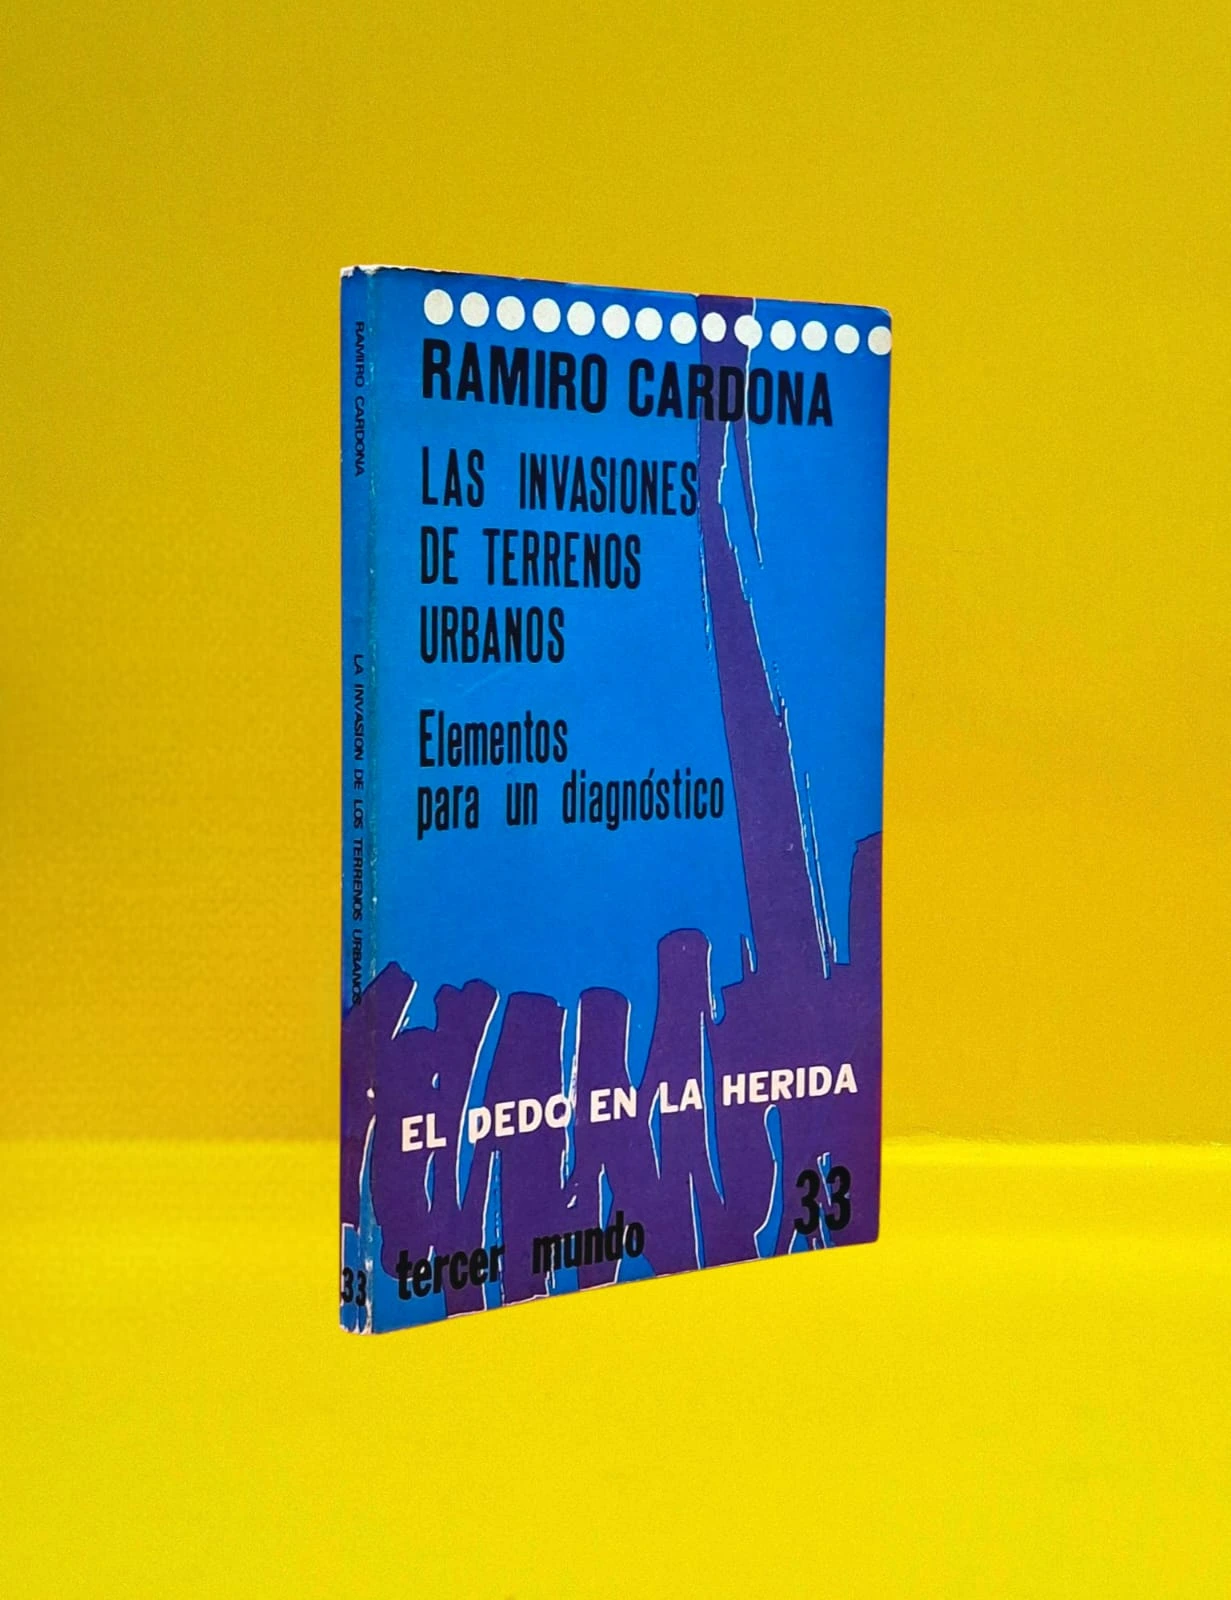 RAMIRO CARDONA
LA INVASION DE LOS TERRENOS URBANOS
33
RAMIRO CARDONA
LAS INVASIONES
DE TERRENOS
URBANOS
Elementos
para un diagnóstico
EL DEDO EN LA HERIDA
33
tercer mundo